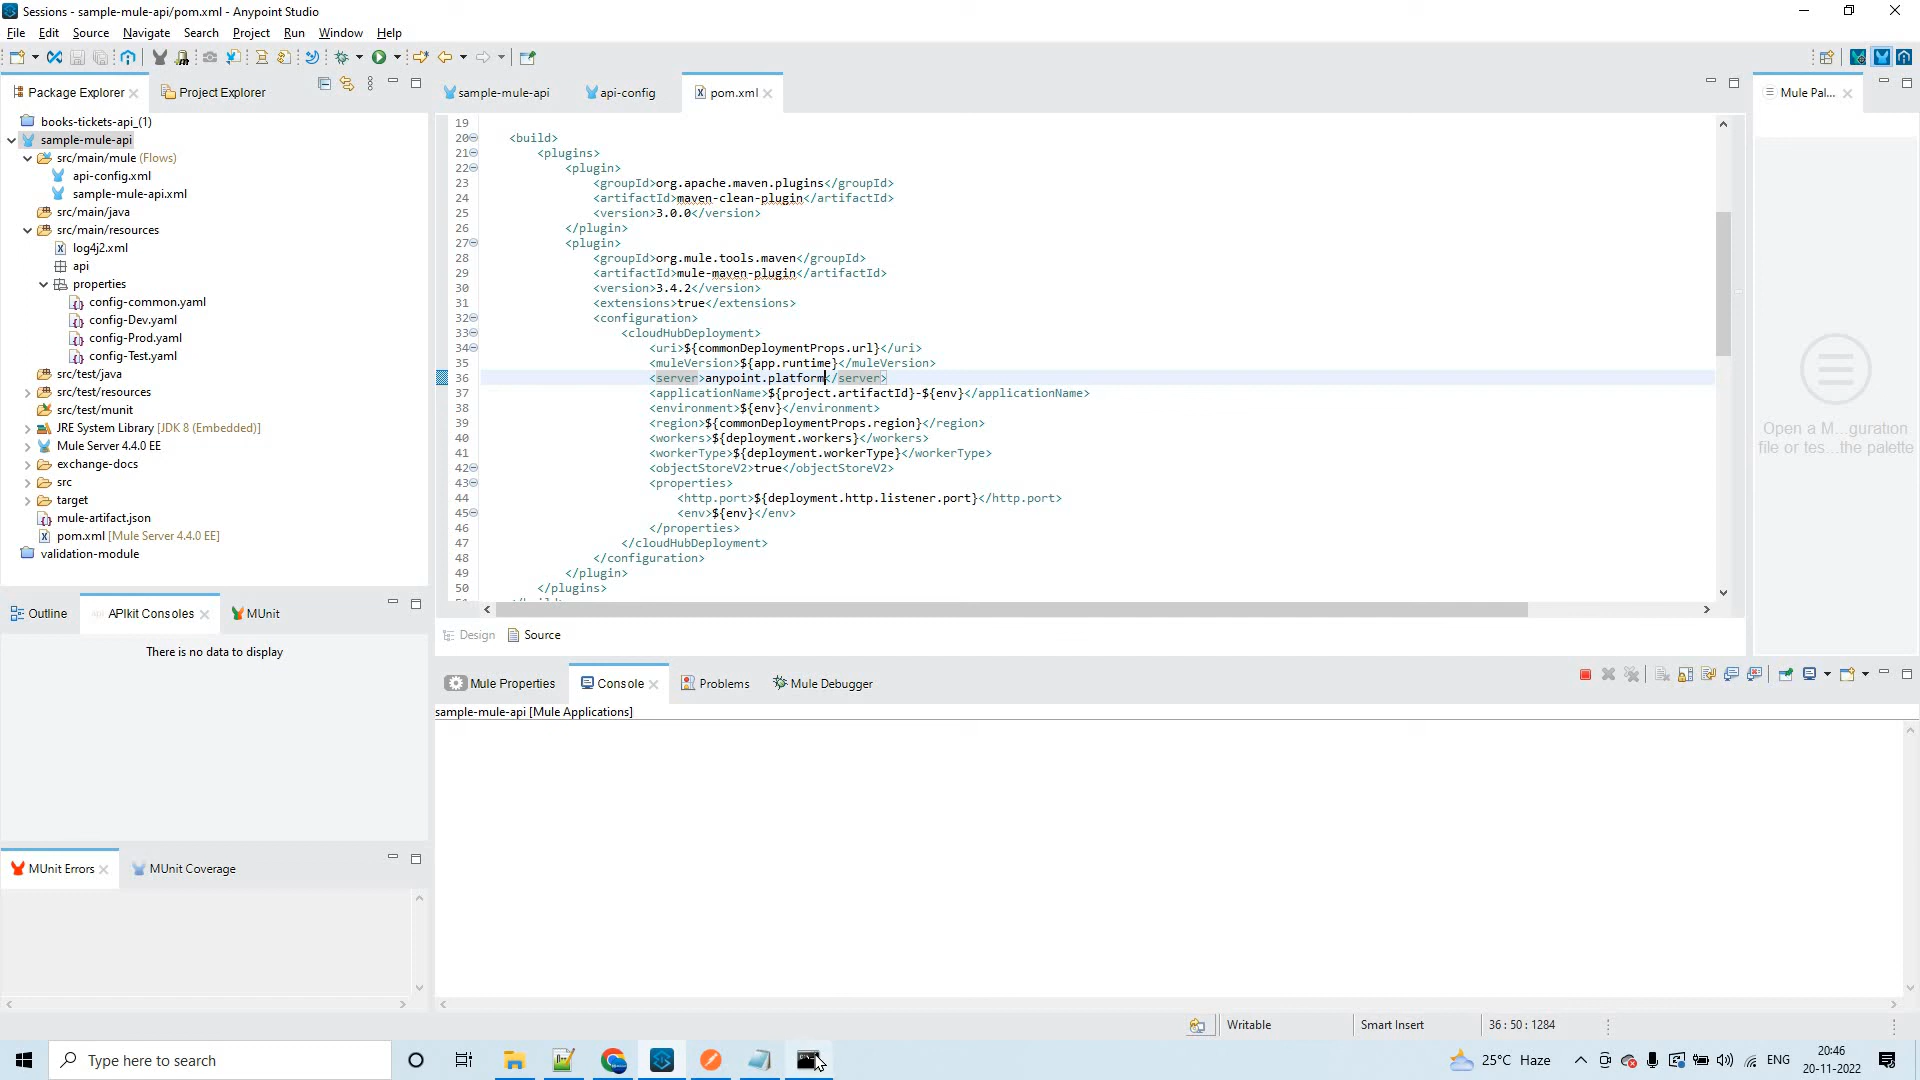 Sessions - sample-mule-api/pom.xml - Anypoint Studio
File Edit Source Navigate Search Project Run Window Help
Package Explorer
Project Explorer
books-tickets-api_(1)
sample-mule-api
src/main/mule (Flows)
api-config.xml
sample-mule-api.xml
src/main/java
src/main/resources
log4j2.xml
api
properties
config-common.yaml
config-Dev.yaml
config-Prod.yaml
config-Test.yaml
src/test/java
src/test/resources
src/test/munit
JRE System Library [JDK 8 (Embedded)]
Mule Server 4.4.0 EE
exchange-docs
src
target
mule-artifact.json
pom.xml [Mule Server 4.4.0 EE]
validation-module
Outline
APIkit Consoles
MUnit
There is no data to display
MUnit Errors
MUnit Coverage
sample-mule-api
api-config
pom.xml
19
20 <build>
21 <plugins>
22 <plugin>
23 <groupId>org.apache.maven.plugins</groupId>
24 <artifactId>maven-clean-plugin</artifactId>
25 <version>3.0.0</version>
26 </plugin>
27 <plugin>
28 <groupId>org.mule.tools.maven</groupId>
29 <artifactId>mule-maven-plugin</artifactId>
30 <version>3.4.2</version>
31 <extensions>true</extensions>
32 <configuration>
33 <cloudHubDeployment>
34 <uri>${commonDeploymentProps.url}</uri>
35 <muleVersion>${app.runtime}</muleVersion>
36 <server>anypoint.platform</server>
37 <applicationName>${project.artifactId}-${env}</applicationName>
38 <environment>${env}</environment>
39 <region>${commonDeploymentProps.region}</region>
40 <workers>${deployment.workers}</workers>
41 <workerType>${deployment.workerType}</workerType>
42 <objectStoreV2>true</objectStoreV2>
43 <properties>
44 <http.port>${deployment.http.listener.port}</http.port>
45 <env>${env}</env>
46 </properties>
47 </cloudHubDeployment>
48 </configuration>
49 </plugin>
50 </plugins>
Design
Source
Mule Pal...
Open a M...guration
file or tes...the palette
Mule Properties
Console
Problems
Mule Debugger
sample-mule-api [Mule Applications]
Writable
Smart Insert
36 : 50 : 1284
Type here to search
25°C Haze
ENG
20:46
20-11-2022